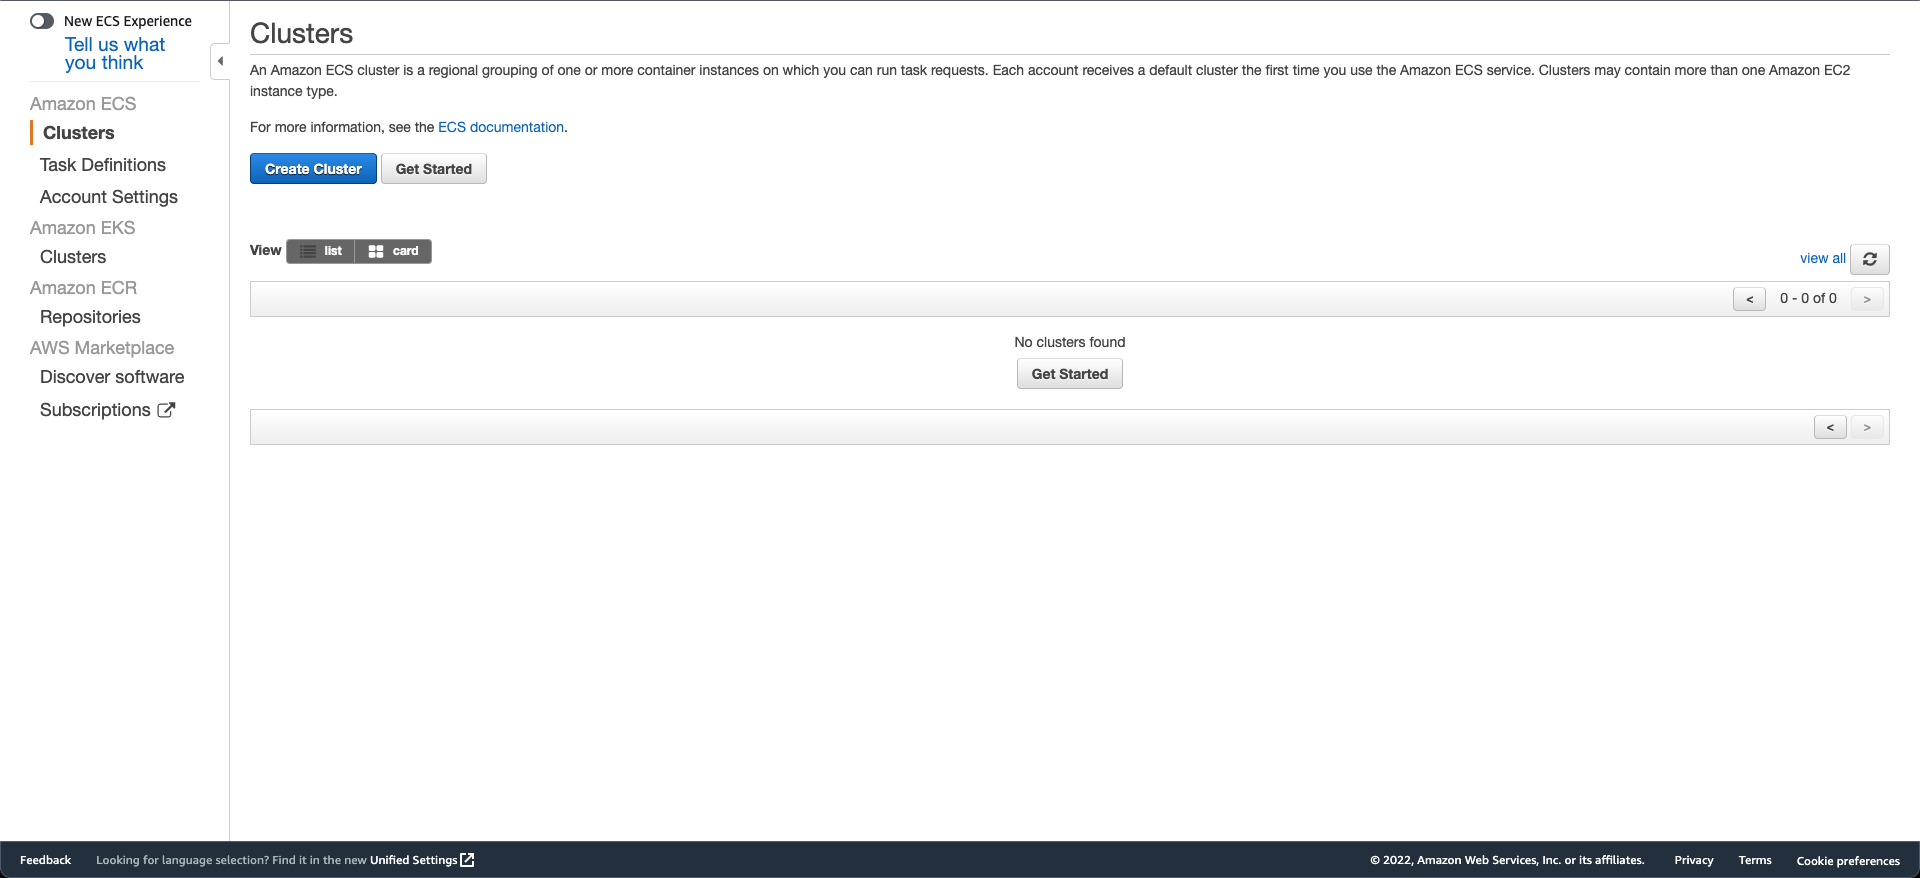 New ECS Experience
Tell us what
you think
Amazon ECS
Clusters
Task Definitions
Account Settings
Amazon EKS
Clusters
Amazon ECR
Repositories
AWS Marketplace
Discover software
Subscriptions
Clusters
An Amazon ECS cluster is a regional grouping of one or more container instances on which you can run task requests. Each account receives a default cluster the first time you use the Amazon ECS service. Clusters may contain more than one Amazon EC2
instance type.
For more information, see the ECS documentation.
Create Cluster Get Started
View list card
view all
< 0 - 0 of 0 >
No clusters found
Get Started
< >
Feedback Looking for language selection? Find it in the new Unified Settings © 2022, Amazon Web Services, Inc. or its affiliates. Privacy Terms Cookie preferences